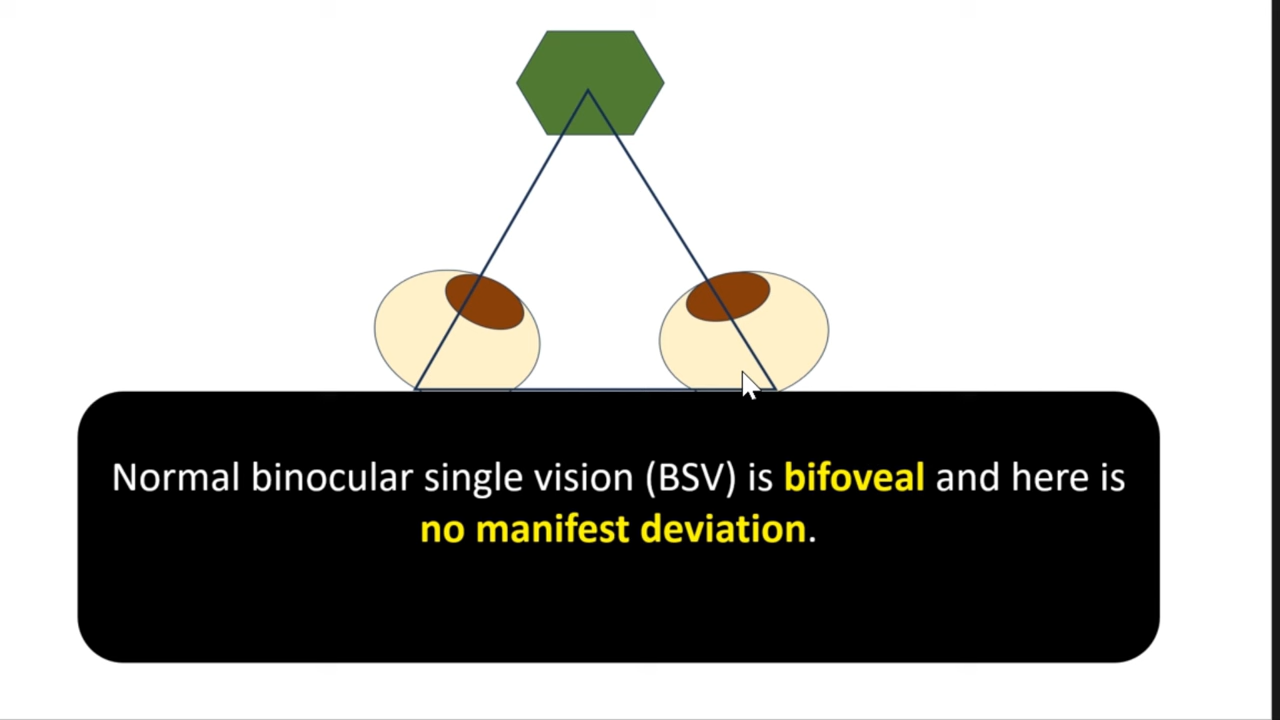 Normal binocular single vision (BSV) is bifoveal and here is
no manifest deviation.